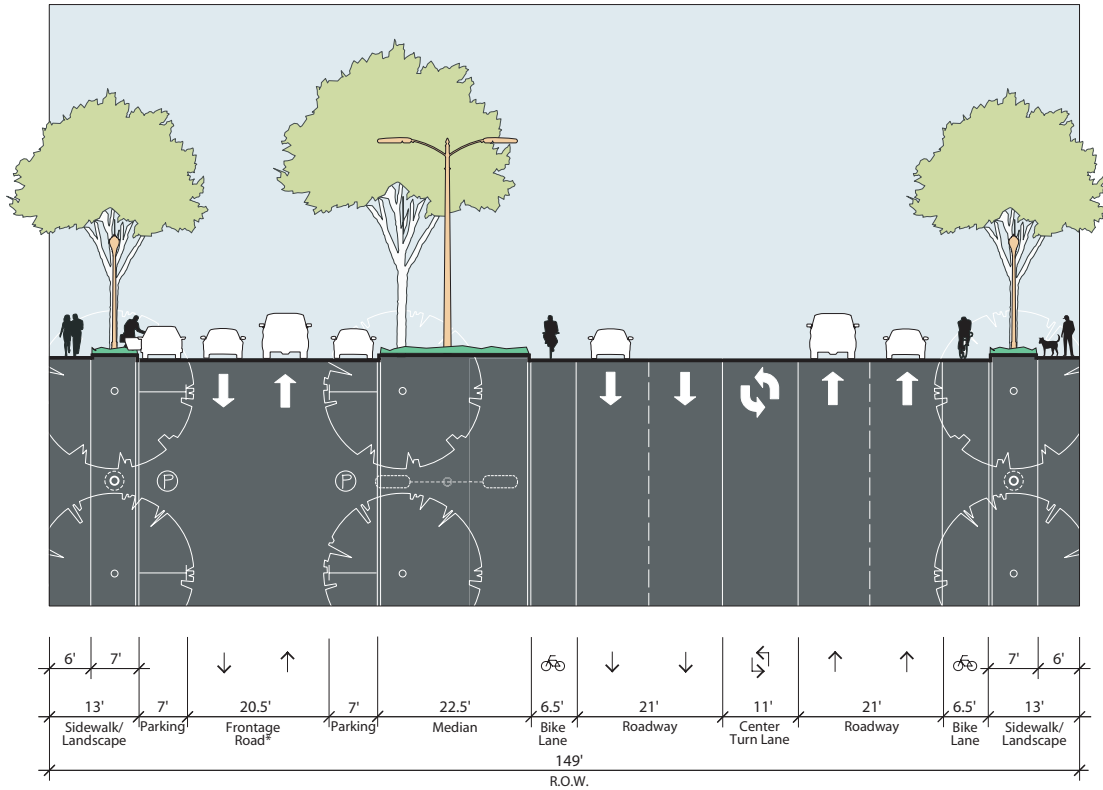 P
P
6'
7'
7'
6'
13'
7'
20.5'
7'
22.5'
6.5'
21'
11'
21'
6.5'
13'
Sidewalk/
Landscape
Parking
Frontage
Road*
Parking
Median
Bike
Lane
Roadway
Center
Turn Lane
Roadway
Bike
Lane
Sidewalk/
Landscape
149'
R.O.W.